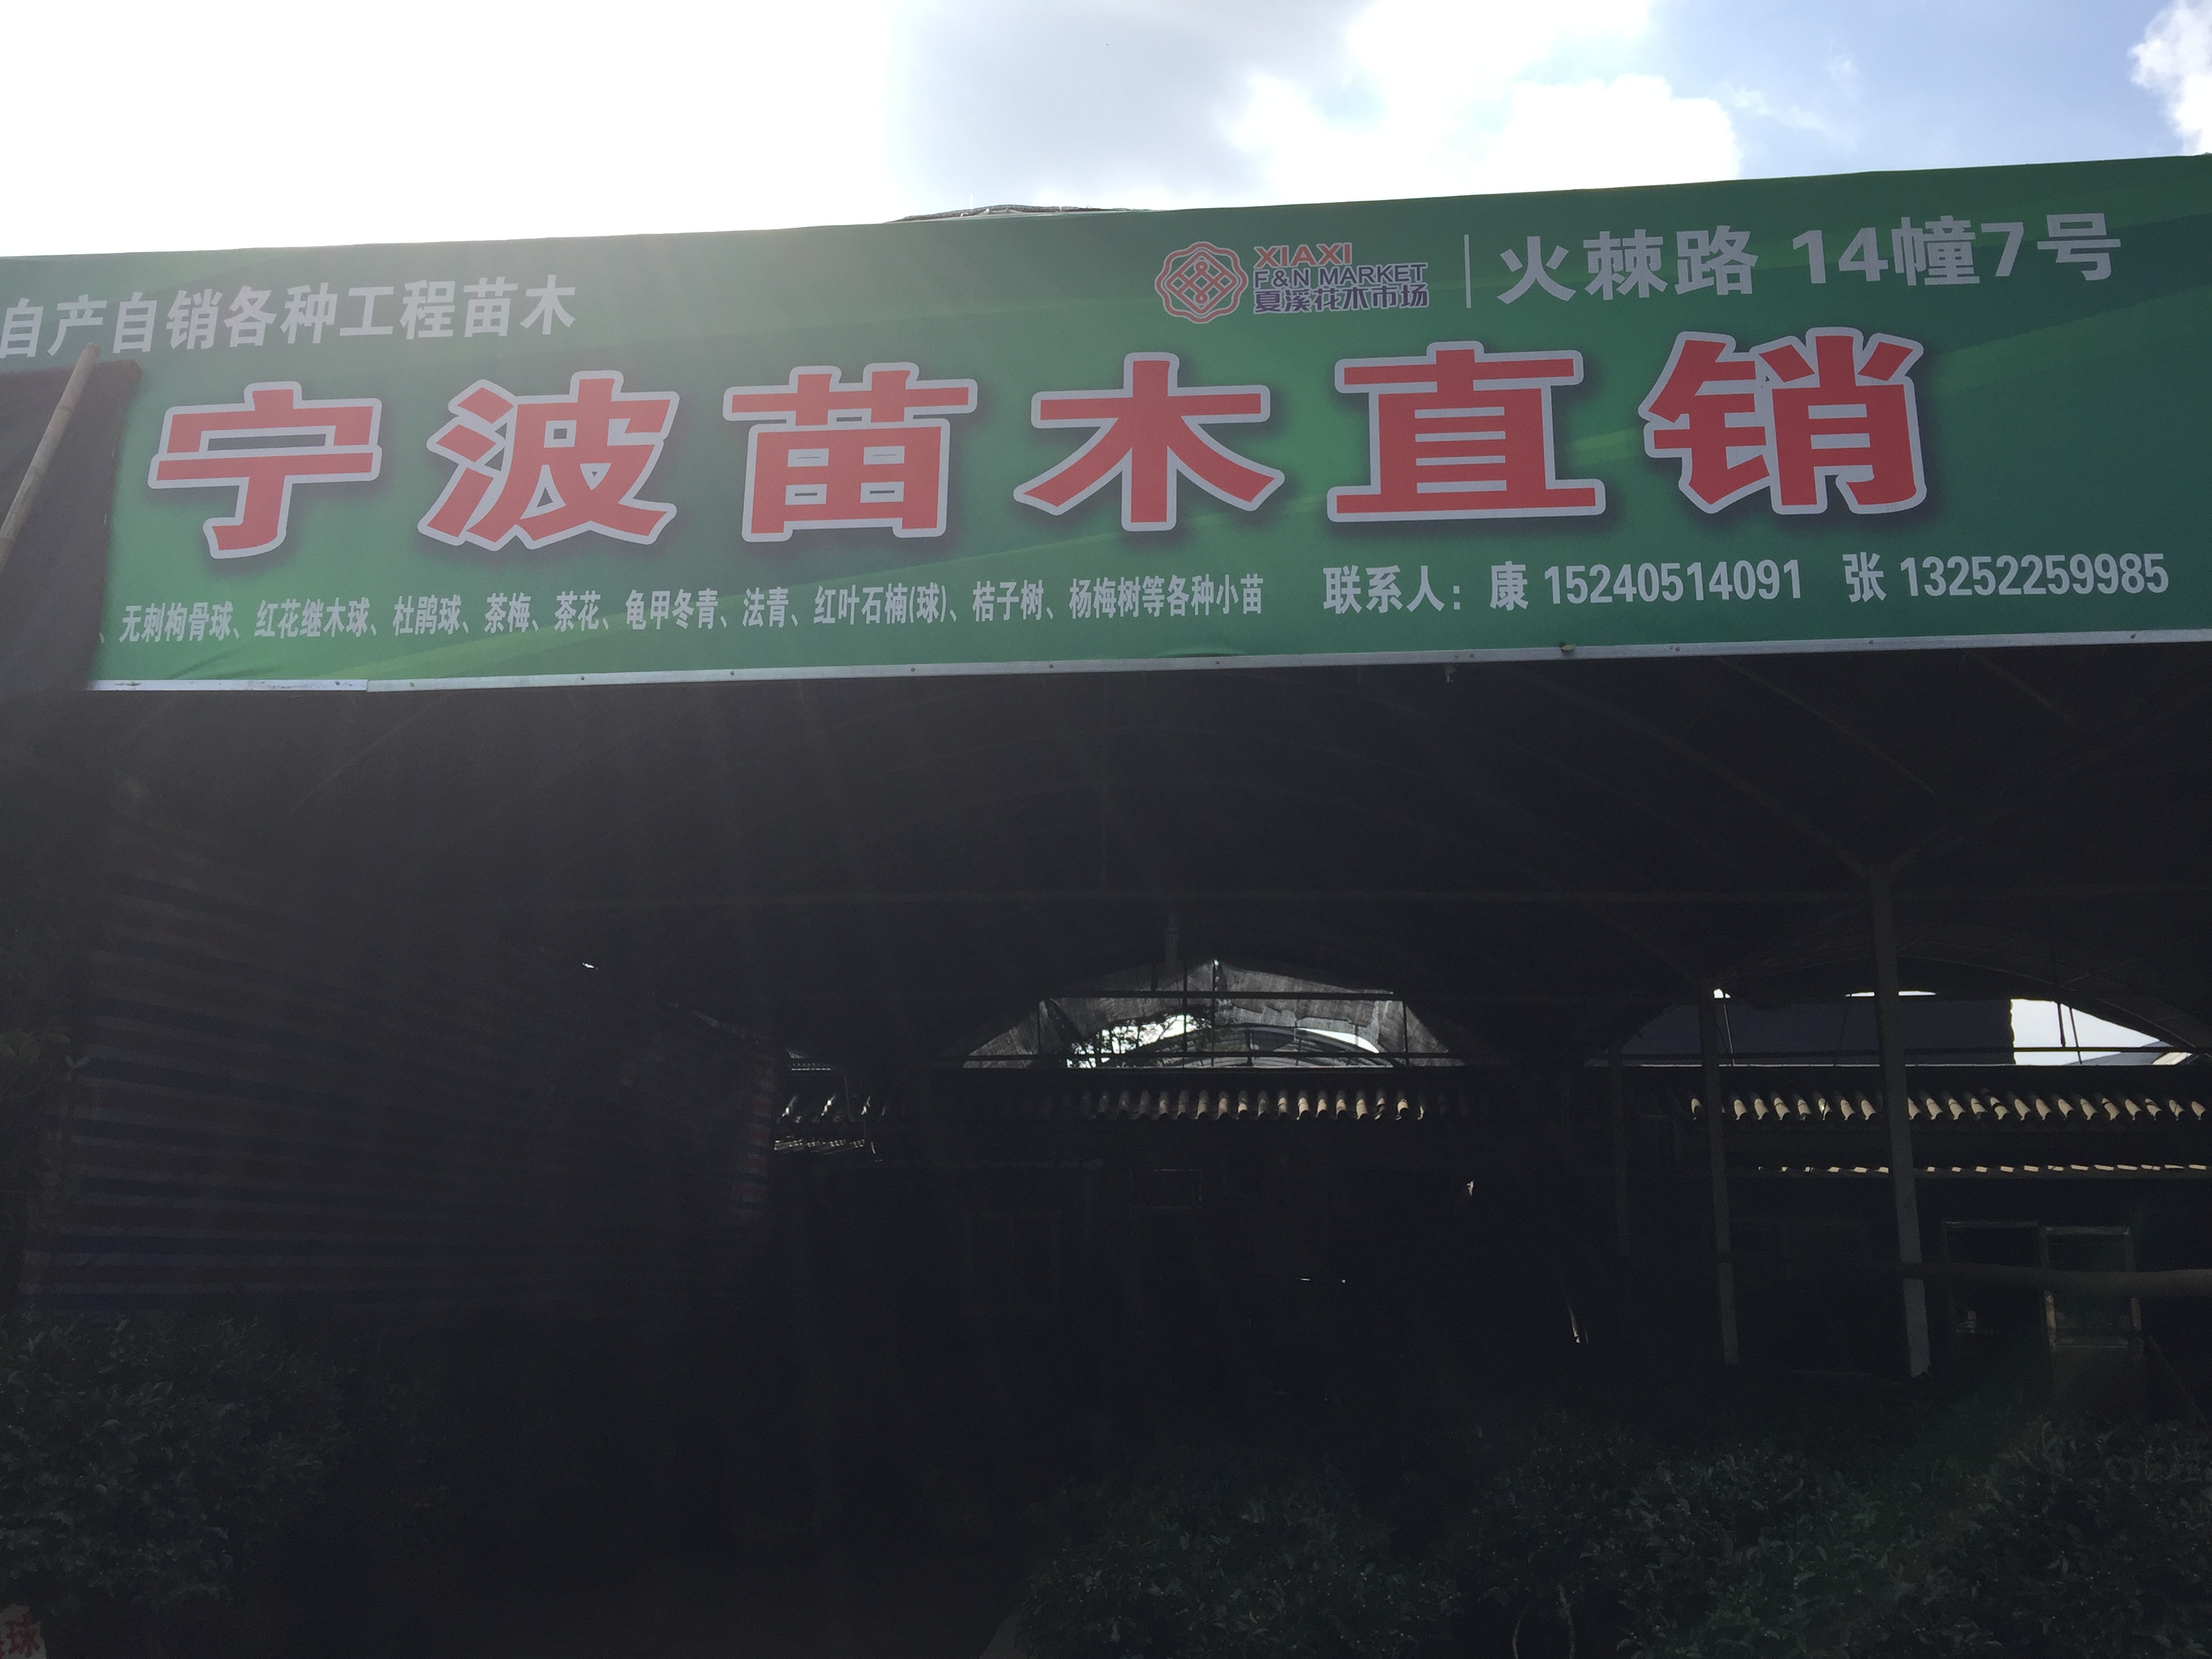 自产自销各种工程苗木
XIAXI
F&N MARKET
夏溪花木市场
火棘路 14幢7号
宁波苗木直销
、无刺枸骨球、红花继木球、杜鹃球、茶梅、茶花、龟甲冬青、法青、红叶石楠(球)、桔子树、杨梅树等各种小苗
联系人：康 15240514091 张 13252259985
球